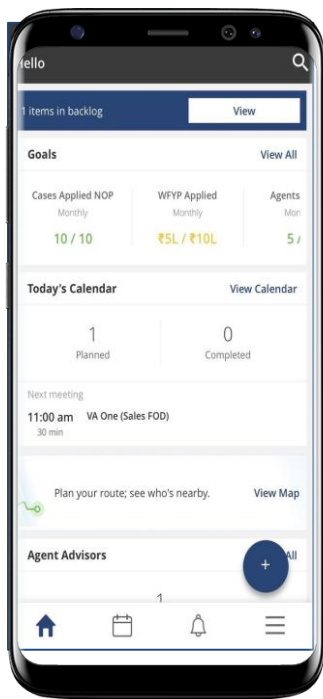 Hello
1 items in backlog View
Goals View All
Cases Applied NOP WFYP Applied Agents
Monthly Monthly Mon
10 / 10 ₹5L / ₹10L 5 /
Today's Calendar View Calendar
1 0
Planned Completed
Next meeting
11:00 am VA One (Sales FOD)
30 min
Plan your route; see who's nearby. View Map
Agent Advisors All
+
1